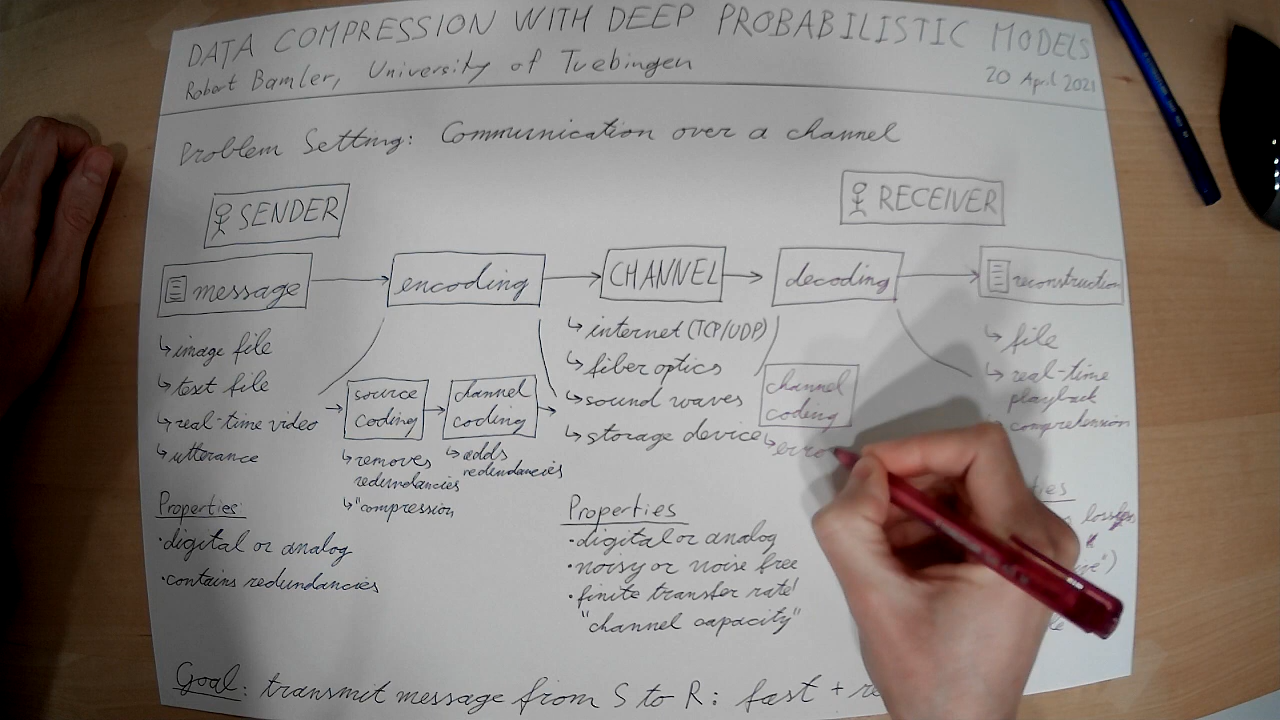 DATA COMPRESSION WITH DEEP PROBABILISTIC MODELS
Robert Bamler, University of Tuebingen
20 April 2021
Problem Setting: Communication over a channel
SENDER
RECEIVER
message
encoding
CHANNEL
decoding
reconstruction
↳image file
↳text file
↳real-time video
↳utterance
source
coding
channel
coding
↳removes
redundancies
↳"compression
↳adds
redundancies
↳internet (TCP/UDP)
↳fiber optics
↳sound waves
↳storage device
channel
coding
↳erro
↳file
↳real-time
playback
comprehension
Properties:
·digital or analog
·contains redundancies
Properties
·digital or analog
·noisy or noise free
·finite transfer rate
"channel capacity"
ties
Goal: transmit message from S to R: fast + re